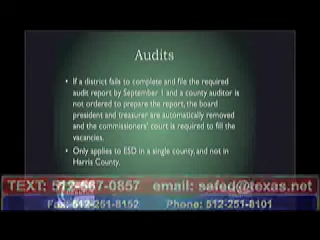 Audits
• If a district fails to complete and file the required
audit report by September 1 and a county auditor is
not ordered to prepare the report, the board
president and treasurer are automatically removed
and the commissioners' court is required to fill the
vacancies.
• Only applies to ESD in a single county, and not in
Harris County.
TEXT: 512-567-0857 email: safed@texas.net
Fax: 512-251-8152 Phone: 512-251-8101